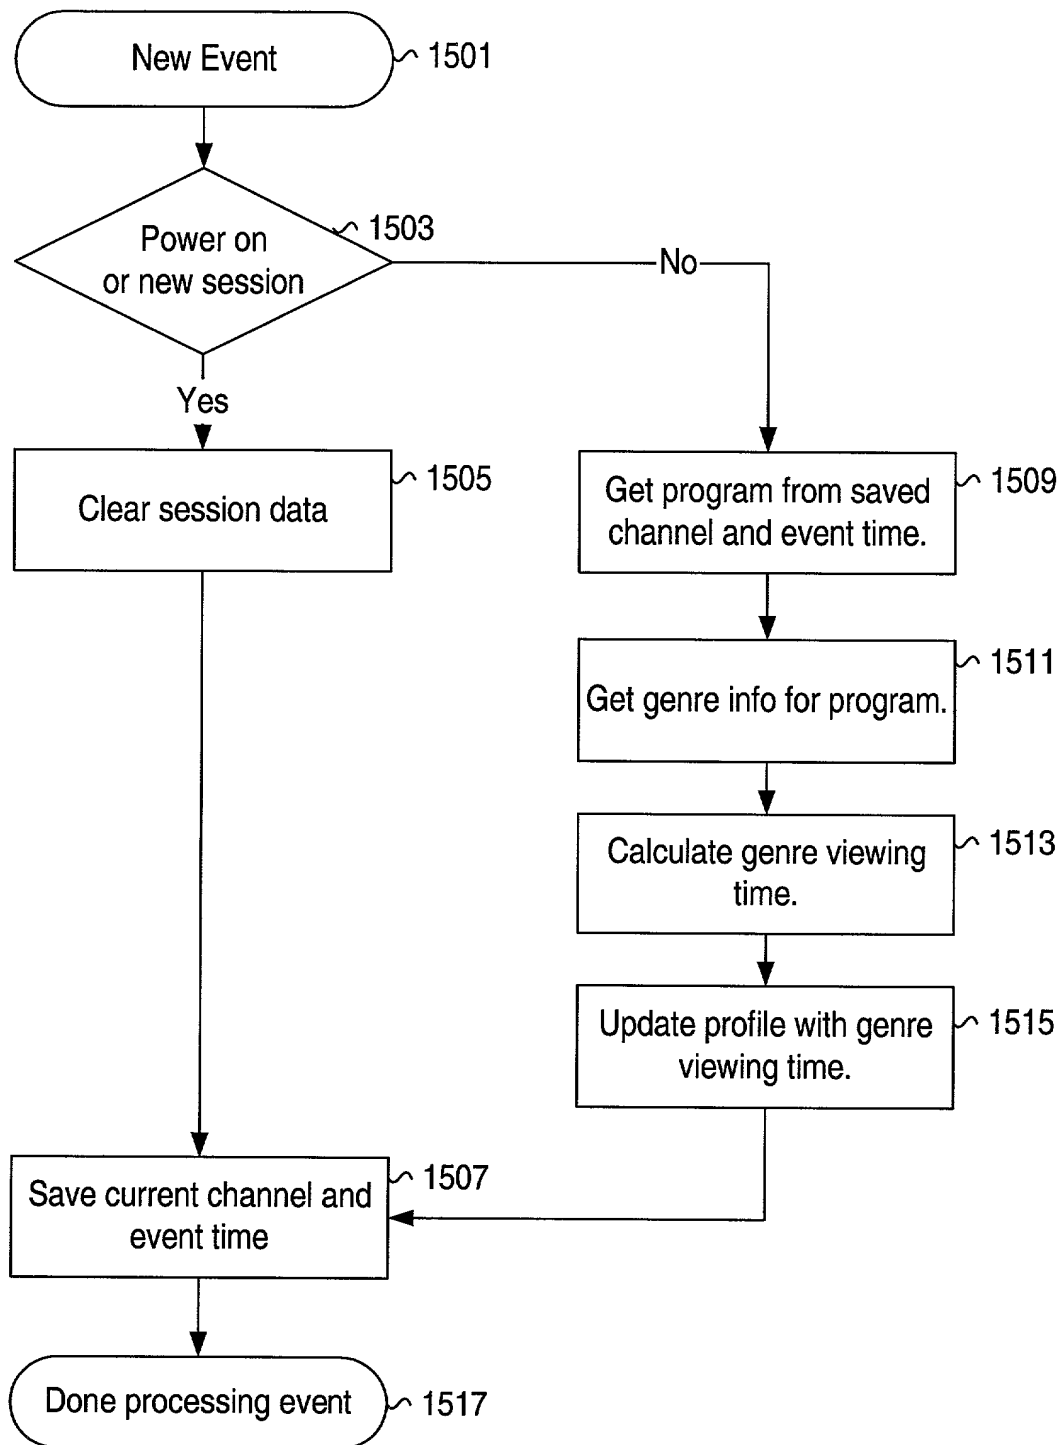 New Event
1501
Power on
or new session
1503
No
Yes
Clear session data
1505
Get program from saved
channel and event time.
1509
Get genre info for program.
1511
Calculate genre viewing
time.
1513
Update profile with genre
viewing time.
1515
Save current channel and
event time
1507
Done processing event
1517